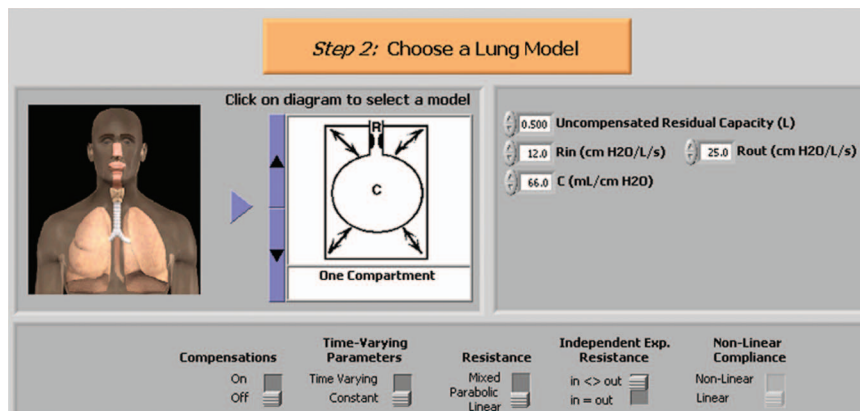 Step 2: Choose a Lung Model
Click on diagram to select a model
R
C
One Compartment
0.500 Uncompensated Residual Capacity (L)
12.0 Rin (cm H2O/L/s) 25.0 Rout (cm H2O/L/s)
66.0 C (mL/cm H2O)
Compensations
On
Off
Time-Varying
Parameters
Time Varying
Constant
Resistance
Mixed
Parabolic
Linear
Independent Exp.
Resistance
in <> out
in = out
Non-Linear
Compliance
Non-Linear
Linear